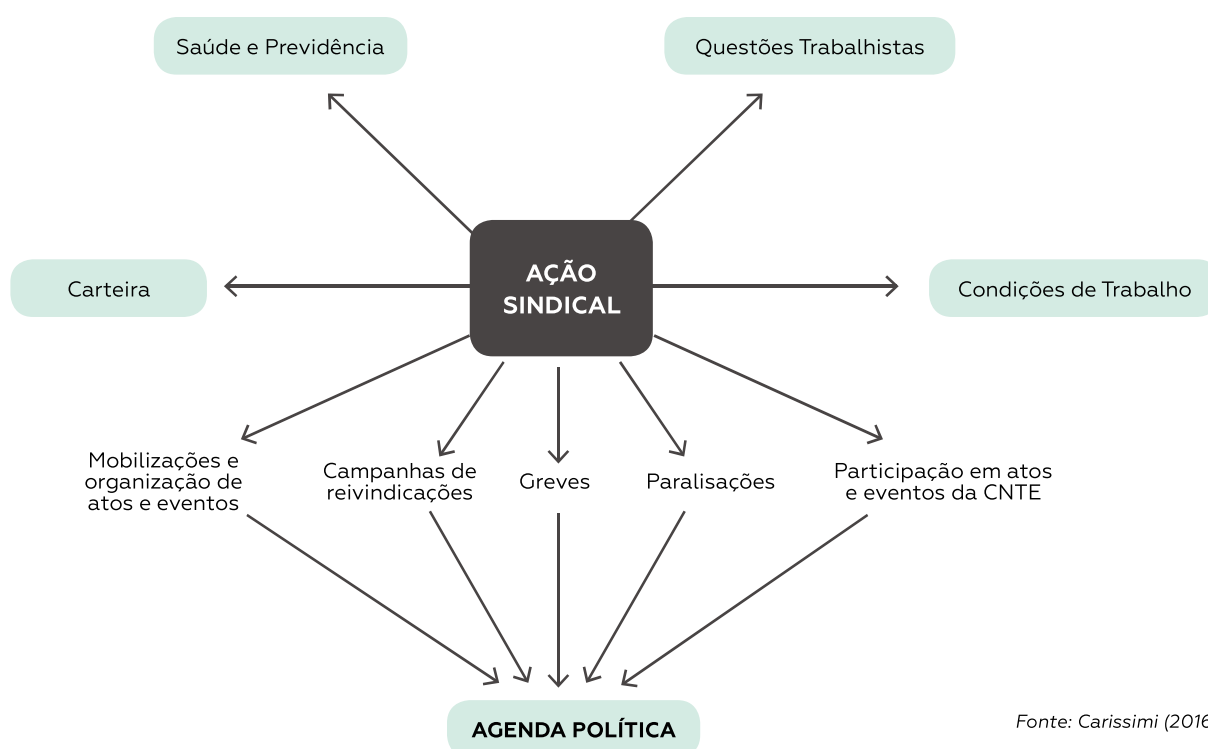 Saúde e Previdência
Questões Trabalhistas
AÇÃO
SINDICAL
Carteira
Condições de Trabalho
Mobilizações e
organização de
atos e eventos
Campanhas de
reivindicações
Greves
Paralisações
Participação em atos
e eventos da CNTE
AGENDA POLÍTICA
Fonte: Carissimi (2016